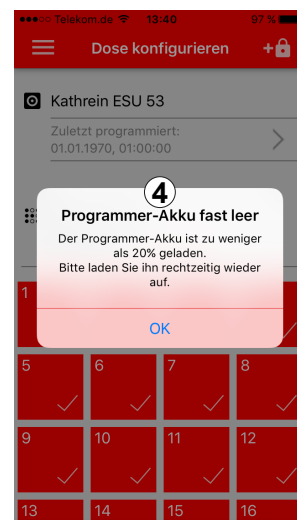 Telekom.de 13:40 97 %
Dose konfigurieren +
Kathrein ESU 53
Zuletzt programmiert:
01.01.1970, 01:00:00
4
Programmer-Akku fast leer
Der Programmer-Akku ist zu weniger
als 20% geladen.
Bitte laden Sie ihn rechtzeitig wieder
auf.
OK
1
5 6 7 8
9 10 11 12
13 14 15 16